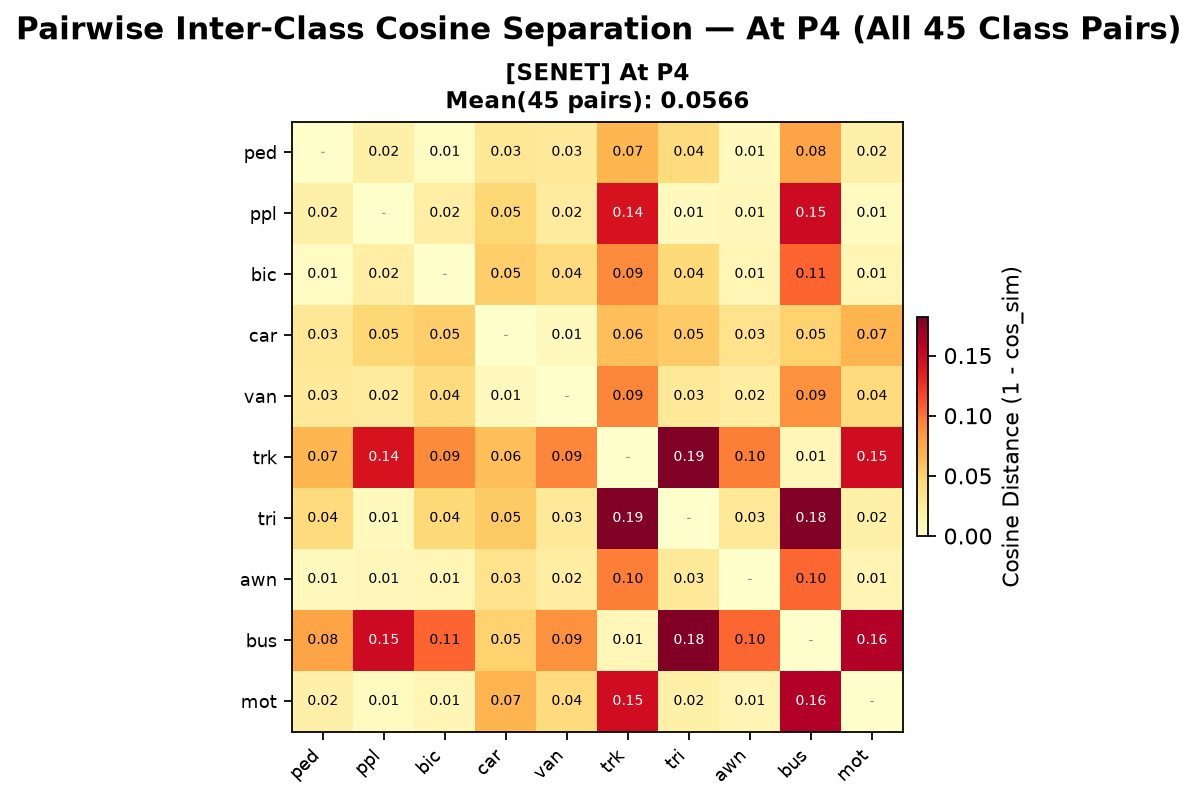 Pairwise Inter-Class Cosine Separation — At P4 (All 45 Class Pairs)
[SENET] At P4
Mean(45 pairs): 0.0566
ped - 0.02 0.01 0.03 0.03 0.07 0.04 0.01 0.08 0.02
ppl 0.02 - 0.02 0.05 0.02 0.14 0.01 0.01 0.15 0.01
bic 0.01 0.02 - 0.05 0.04 0.09 0.04 0.01 0.11 0.01
car 0.03 0.05 0.05 - 0.01 0.06 0.05 0.03 0.05 0.07
van 0.03 0.02 0.04 0.01 - 0.09 0.03 0.02 0.09 0.04
trk 0.07 0.14 0.09 0.06 0.09 - 0.19 0.10 0.01 0.15
tri 0.04 0.01 0.04 0.05 0.03 0.19 - 0.03 0.18 0.02
awn 0.01 0.01 0.01 0.03 0.02 0.10 0.03 - 0.10 0.01
bus 0.08 0.15 0.11 0.05 0.09 0.01 0.18 0.10 - 0.16
mot 0.02 0.01 0.01 0.07 0.04 0.15 0.02 0.01 0.16 -
ped ppl bic car van trk tri awn bus mot
0.15
0.10
0.05
0.00
Cosine Distance (1 - cos_sim)